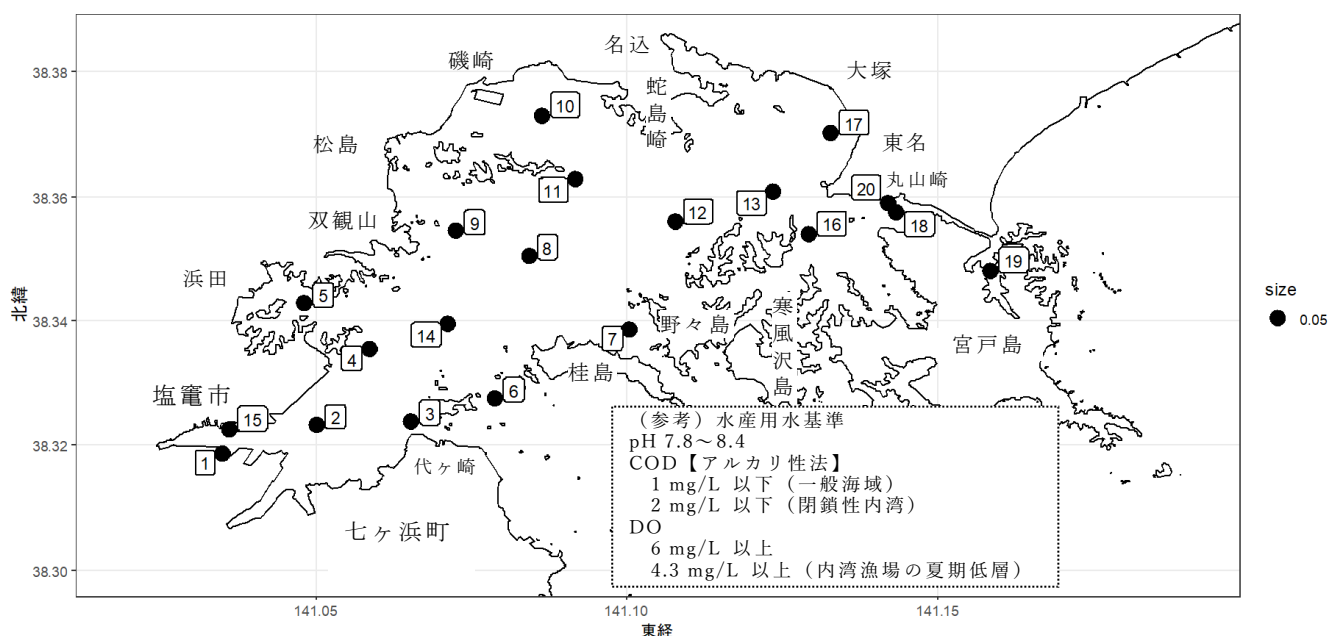 名込
磯崎
大塚
蛇島崎
38.38
10
17
松島
東名
11
13
20
丸山崎
38.36
双観山
9
12
16
18
8
19
浜田
5
北緯
size
0.05
38.34
14
7
野々島
寒風沢島
宮戸島
4
桂島
塩竈市
6
15
2
3
38.32
1
代ヶ崎
七ヶ浜町
（参考）水産用水基準
pH 7.8～8.4
COD【アルカリ性法】
1 mg/L 以下（一般海域）
2 mg/L 以下（閉鎖性内湾）
DO
6 mg/L 以上
4.3 mg/L 以上（内湾漁場の夏期低層）
38.30
141.05
141.10
141.15
東経